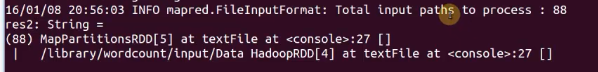 16/01/08 20:56:03 INFO mapred.FileInputFormat: Total input paths to process : 88
res2: String =
(88) MapPartitionsRDD[5] at textFile at <console>:27 []
 |   /library/wordcount/input/Data HadoopRDD[4] at textFile at <console>:27 []